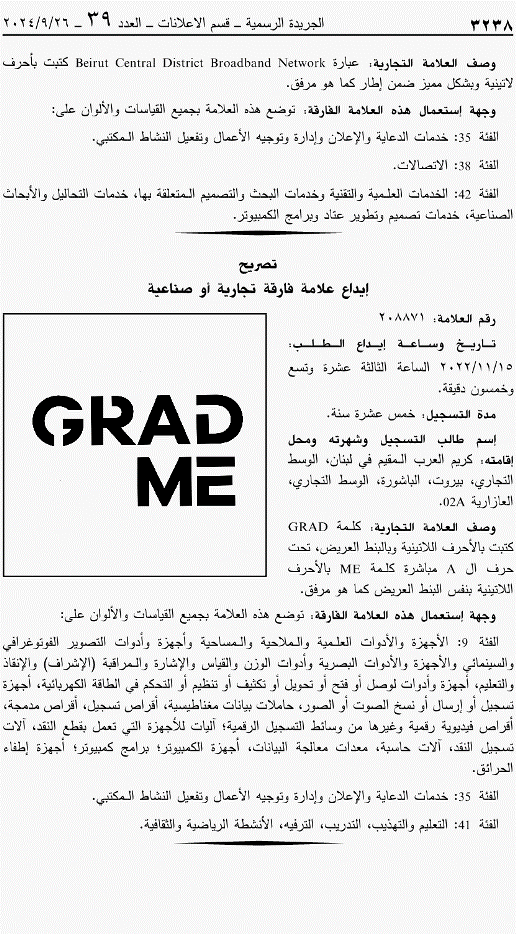 ٣٢٣٨
الجريدة الرسمية ـ قسم الاعلانات ـ العدد ٣٩ ـ ٢٠٢٤/٩/٢٦
وصف العلامة التجارية: عبارة Beirut Central District Broadband Network كتبت بأحرف
لاتينية وبشكل مميز ضمن إطار كما هو مرفق.
وجهة إستعمال هذه العلامة الفارقة: توضع هذه العلامة بجميع القياسات والألوان على:
الفئة 35: خدمات الدعاية والإعلان وإدارة وتوجيه الأعمال وتفعيل النشاط المكتبي.
الفئة 38: الاتصالات.
الفئة 42: الخدمات العلمية والتقنية وخدمات البحث والتصميم المتعلقة بها، خدمات التحاليل والأبحاث
الصناعية، خدمات تصميم وتطوير عتاد وبرامج الكمبيوتر.
تصريح
إيداع علامة فارقة تجارية أو صناعية
رقم العلامة: ٢٠٨٨٧١
تاريخ وساعة إيداع الطلب:
٢٠٢٢/١١/١٥ الساعة الثالثة عشرة وتسع
وخمسون دقيقة.
مدة التسجيل: خمس عشرة سنة.
إسم طالب التسجيل وشهرته ومحل
إقامته: كريم العرب المقيم في لبنان، الوسط
التجاري، بيروت، الباشورة، الوسط التجاري،
العازارية 02A.
وصف العلامة التجارية: كلمة GRAD
كتبت بالأحرف اللاتينية وبالبنط العريض، تحت
حرف ال A مباشرة كلمة ME بالأحرف
اللاتينية بنفس البنط العريض كما هو مرفق.
GRAD
ME
وجهة إستعمال هذه العلامة الفارقة: توضع هذه العلامة بجميع القياسات والألوان على:
الفئة 9: الأجهزة والأدوات العلمية والملاحية والمساحية وأجهزة وأدوات التصوير الفوتوغرافي
والسينمائي والأجهزة والأدوات البصرية وأدوات الوزن والقياس والإشارة والمراقبة (الإشراف) والإنقاذ
والتعليم، أجهزة وأدوات لوصل أو فتح أو تحويل أو تكثيف أو تنظيم أو التحكم في الطاقة الكهربائية، أجهزة
تسجيل أو إرسال أو نسخ الصوت أو الصور، حاملات بيانات مغناطيسية، أقراص تسجيل، أقراص مدمجة،
أقراص فيديوية رقمية وغيرها من وسائط التسجيل الرقمية؛ آليات للأجهزة التي تعمل بقطع النقد، آلات
تسجيل النقد، آلات حاسبة، معدات معالجة البيانات، أجهزة الكمبيوتر؛ برامج كمبيوتر؛ أجهزة إطفاء
الحرائق.
الفئة 35: خدمات الدعاية والإعلان وإدارة وتوجيه الأعمال وتفعيل النشاط المكتبي.
الفئة 41: التعليم والتهذيب، التدريب، الترفيه، الأنشطة الرياضية والثقافية.